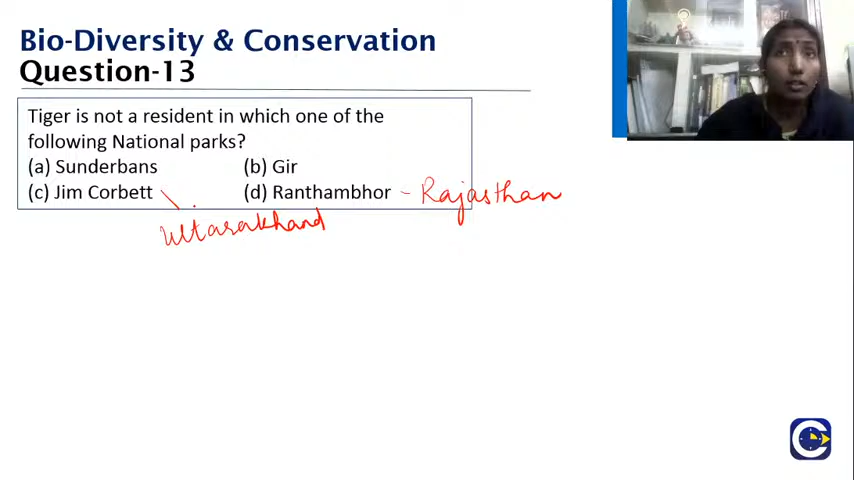 Bio-Diversity & Conservation
Question-13
Tiger is not a resident in which one of the
following National parks?
(a) Sunderbans (b) Gir
(c) Jim Corbett (d) Ranthambhor - Rajasthan
Uttarakhand